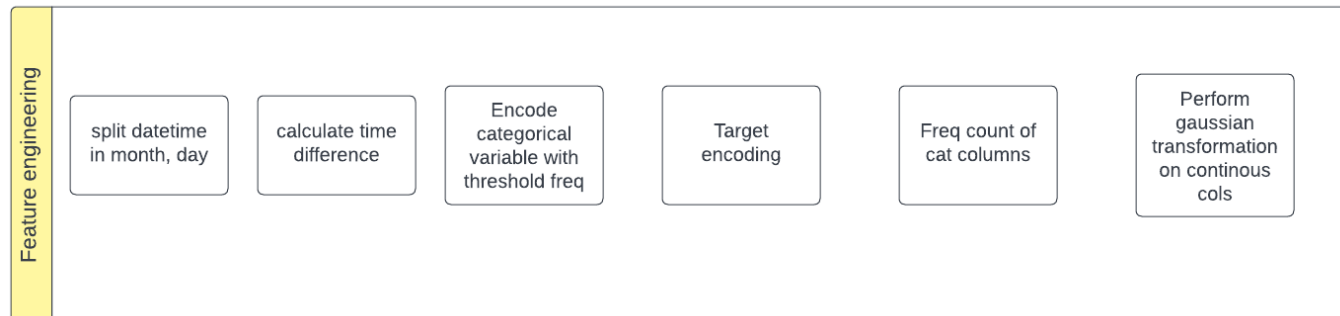 Feature engineering
split datetime
in month, day
calculate time
difference
Encode
categorical
variable with
threshold freq
Target
encoding
Freq count of
cat columns
Perform
gaussian
transformation
on continous
cols